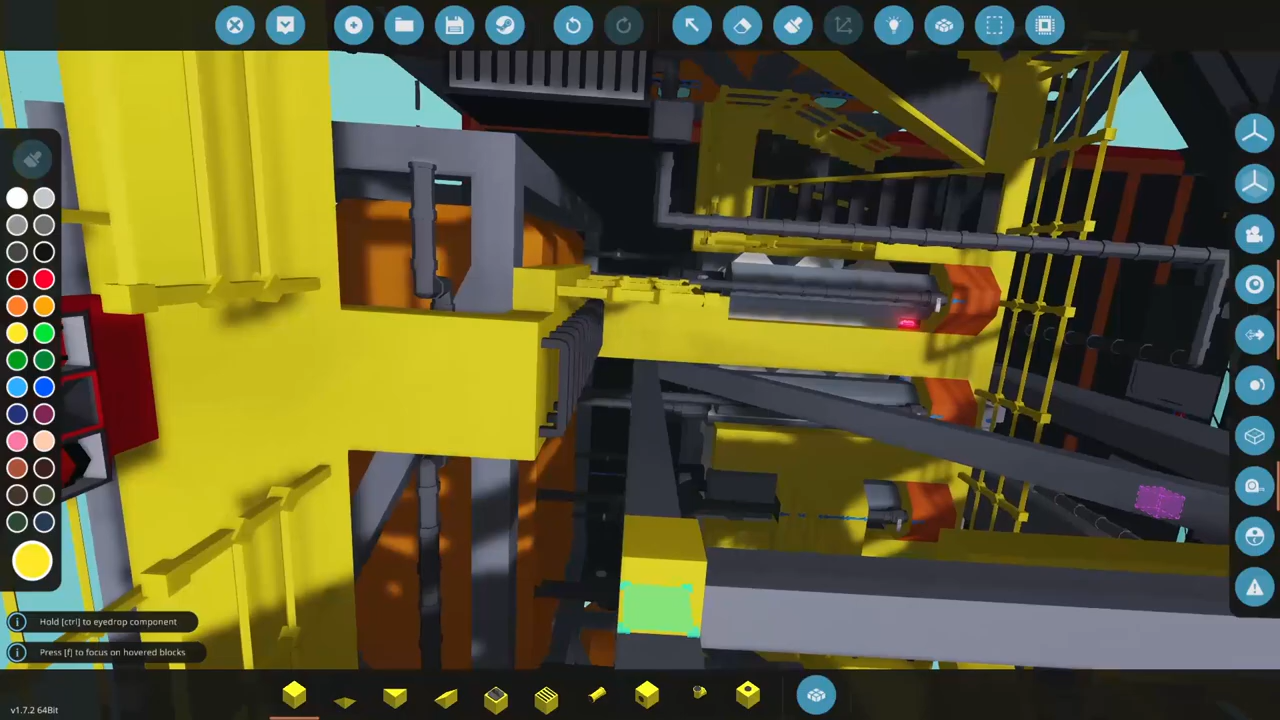 Hold [ctrl] to eyedrop component
Press [f] to focus on hovered blocks
v1.7.2 64Bit